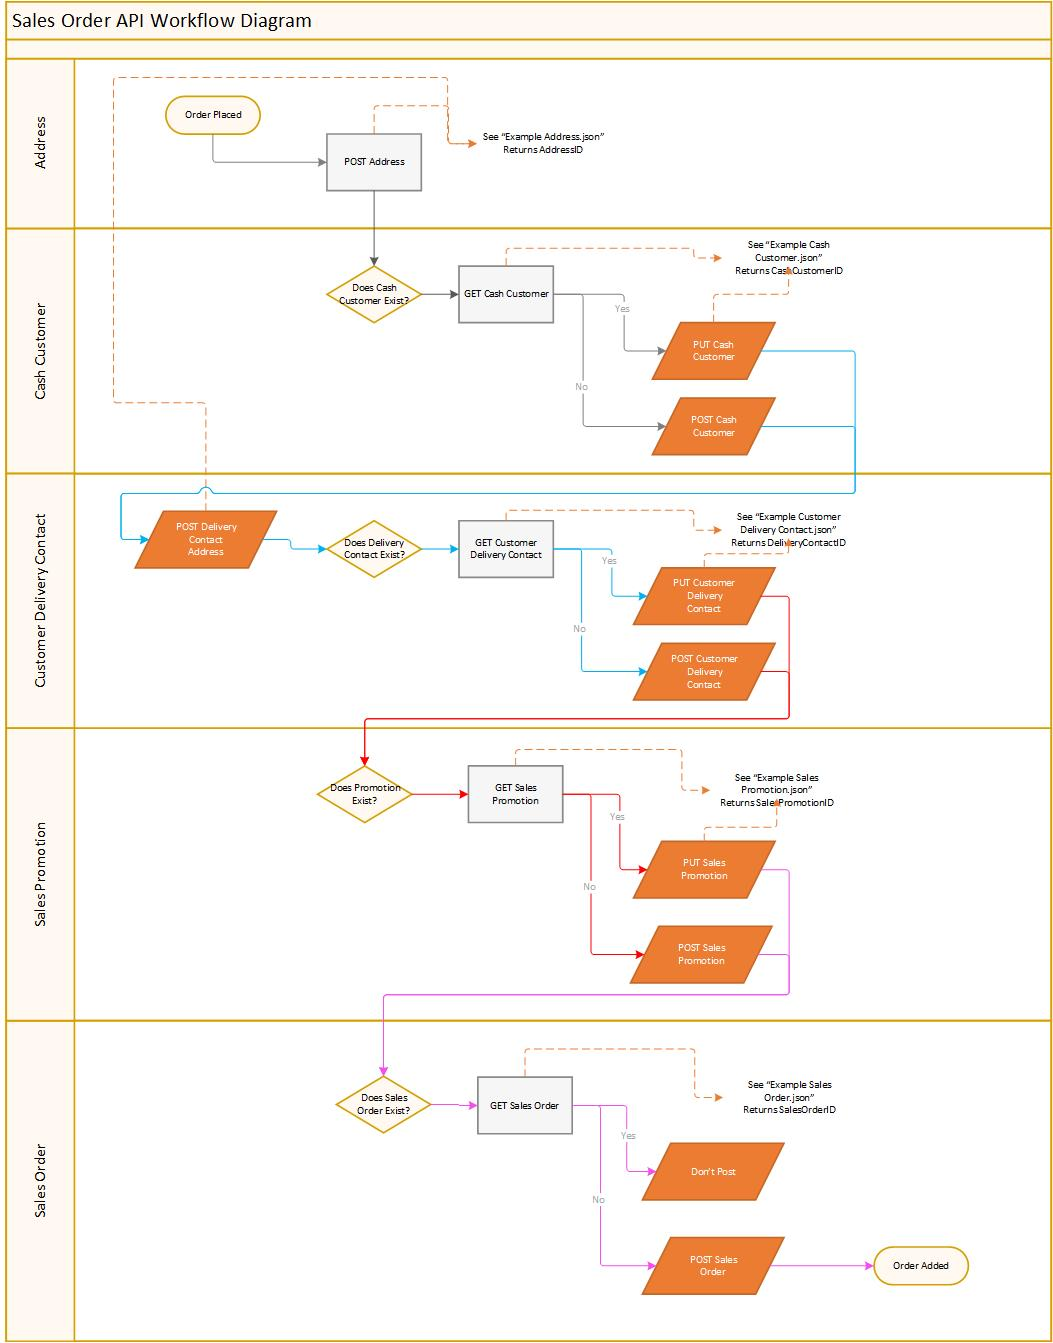 Sales Order API Workflow Diagram
Address
Order Placed
POST Address
See “Example Address.json”
Returns AddressID
Cash Customer
Does Cash
Customer Exist?
GET Cash Customer
See “Example Cash
Customer.json”
Returns CashCustomerID
Yes
PUT Cash
Customer
No
POST Cash
Customer
Customer Delivery Contact
POST Delivery
Contact
Address
Does Delivery
Contact Exist?
GET Customer
Delivery Contact
See “Example Customer
Delivery Contact.json”
Returns DeliveryContactID
Yes
PUT Customer
Delivery
Contact
No
POST Customer
Delivery
Contact
Sales Promotion
Does Promotion
Exist?
GET Sales
Promotion
See “Example Sales
Promotion.json”
Returns SalesPromotionID
Yes
PUT Sales
Promotion
No
POST Sales
Promotion
Sales Order
Does Sales
Order Exist?
GET Sales Order
See “Example Sales
Order.json”
Returns SalesOrderID
Yes
Don’t Post
No
POST Sales
Order
Order Added